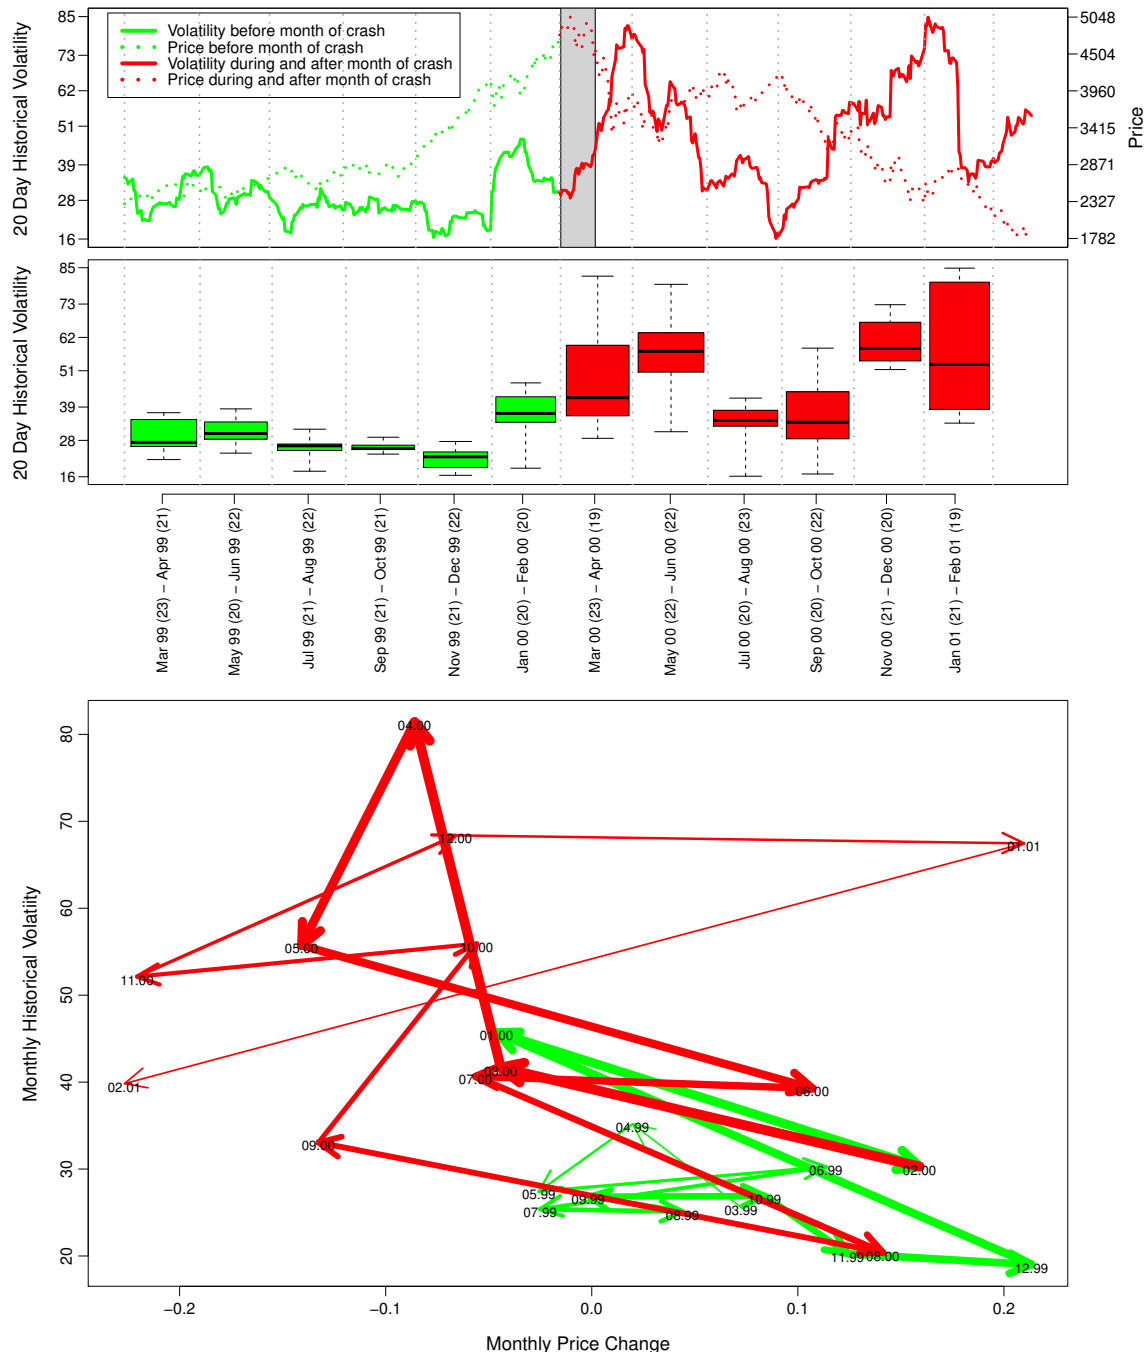 20 Day Historical Volatility
85
73
62
51
39
28
16
Volatility before month of crash
Price before month of crash
Volatility during and after month of crash
Price during and after month of crash
5048
4504
3960
3415
2871
2327
1782
Price
20 Day Historical Volatility
85
73
62
51
39
28
16
Mar 99 (23) − Apr 99 (21)
May 99 (20) − Jun 99 (22)
Jul 99 (21) − Aug 99 (22)
Sep 99 (21) − Oct 99 (21)
Nov 99 (21) − Dec 99 (22)
Jan 00 (20) − Feb 00 (20)
Mar 00 (23) − Apr 00 (19)
May 00 (22) − Jun 00 (22)
Jul 00 (20) − Aug 00 (23)
Sep 00 (20) − Oct 00 (22)
Nov 00 (21) − Dec 00 (20)
Jan 01 (21) − Feb 01 (19)
Monthly Historical Volatility
80
70
60
50
40
30
20
04.00
12.00
01.01
05.00
10.00
11.00
01.00
03.00
07.00
02.01
06.00
04.99
09.00
06.99
02.00
05.99
09.99
10.99
07.99
08.99
03.99
11.99
08.00
12.99
−0.2
−0.1
0.0
0.1
0.2
Monthly Price Change